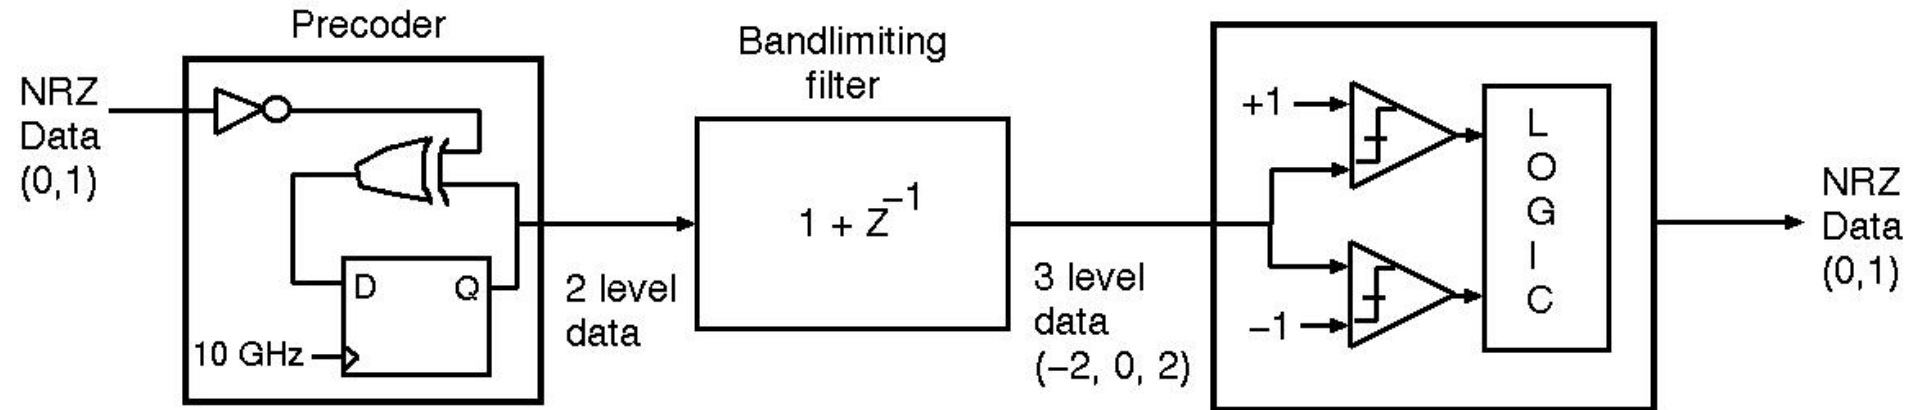 Precoder
NRZ
Data
(0,1)
D
Q
10 GHz
2 level
data
Bandlimiting
filter
1 + Z⁻¹
3 level
data
(−2, 0, 2)
+1
−1
L
O
G
I
C
NRZ
Data
(0,1)